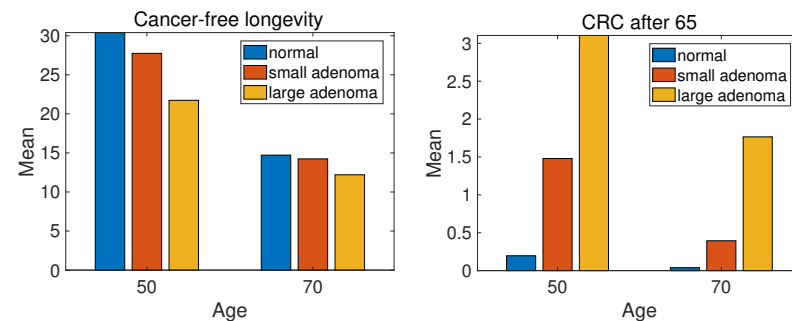 Cancer-free longevity
30
25
20
15
10
5
0
Mean
50
70
Age
normal
small adenoma
large adenoma
CRC after 65
3
2.5
2
1.5
1
0.5
0
Mean
50
70
Age
normal
small adenoma
large adenoma